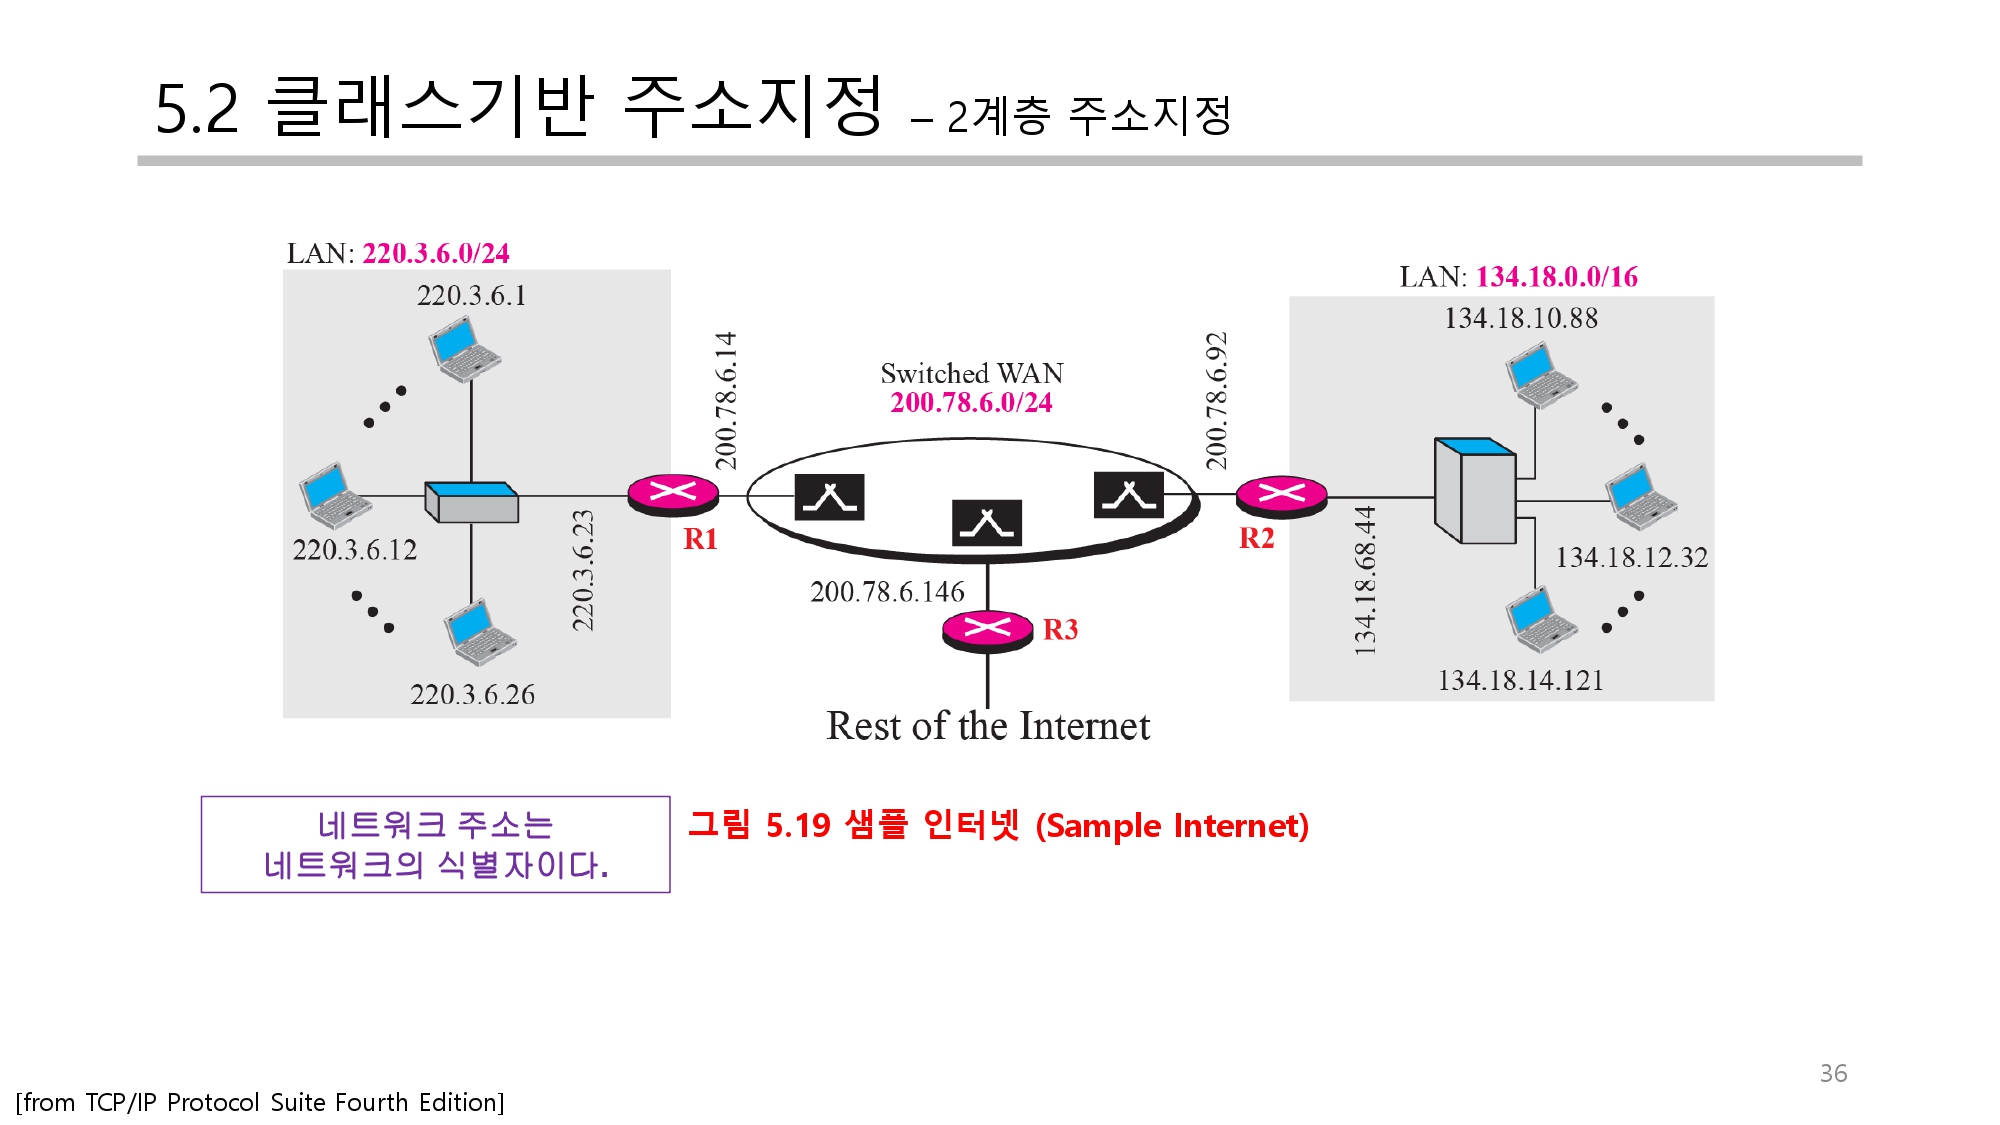 5.2 클래스기반 주소지정 – 2계층 주소지정
LAN: 220.3.6.0/24
220.3.6.1
220.3.6.12
220.3.6.26
220.3.6.23
R1
200.78.6.14
Switched WAN
200.78.6.0/24
200.78.6.92
R2
200.78.6.146
R3
Rest of the Internet
LAN: 134.18.0.0/16
134.18.10.88
134.18.12.32
134.18.68.44
134.18.14.121
네트워크 주소는
네트워크의 식별자이다.
그림 5.19 샘플 인터넷 (Sample Internet)
36
[from TCP/IP Protocol Suite Fourth Edition]